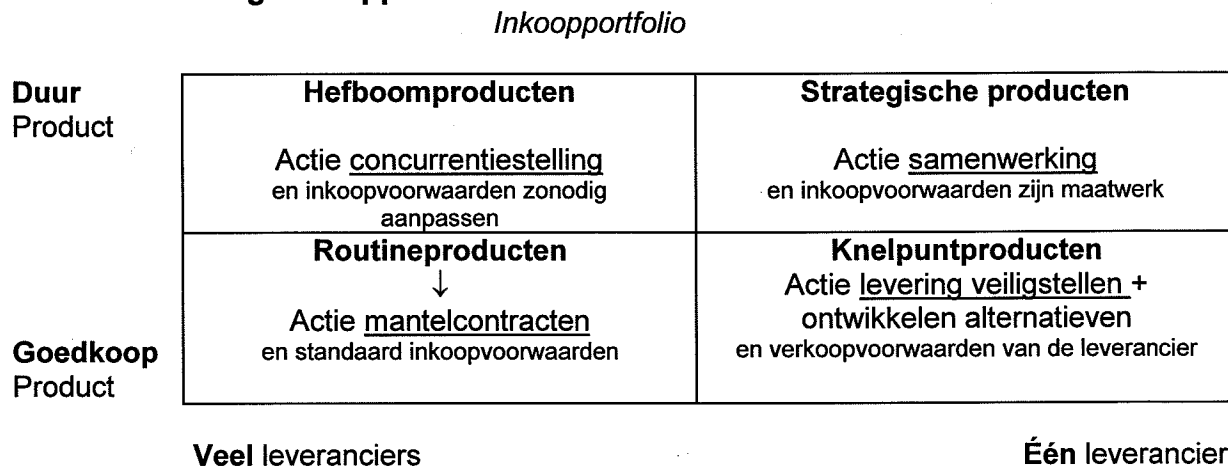 Inkoopportfolio
Duur
Product
Hefboomproducten
Actie concurrentiestelling
en inkoopvoorwaarden zonodig
aanpassen
Strategische producten
Actie samenwerking
en inkoopvoorwaarden zijn maatwerk
Goedkoop
Product
Routineproducten
↓
Actie mantelcontracten
en standaard inkoopvoorwaarden
Knelpuntproducten
Actie levering veiligstellen +
ontwikkelen alternatieven
en verkoopvoorwaarden van de leverancier
Veel leveranciers
Één leverancier